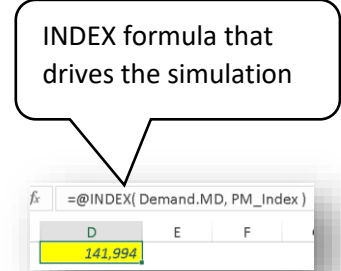 INDEX formula that
drives the simulation
fx =@INDEX( Demand.MD, PM_Index )
D E F
141,994